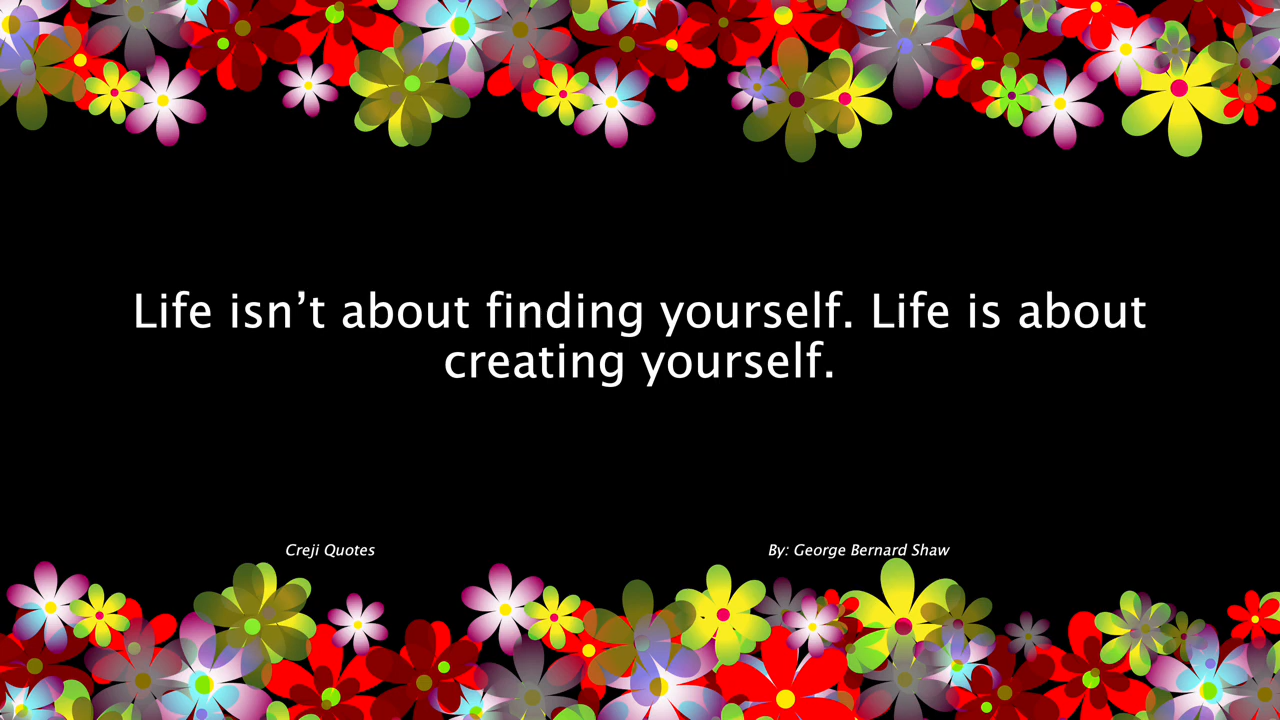 Life isn’t about finding yourself. Life is about
creating yourself.
Creji Quotes
By: George Bernard Shaw